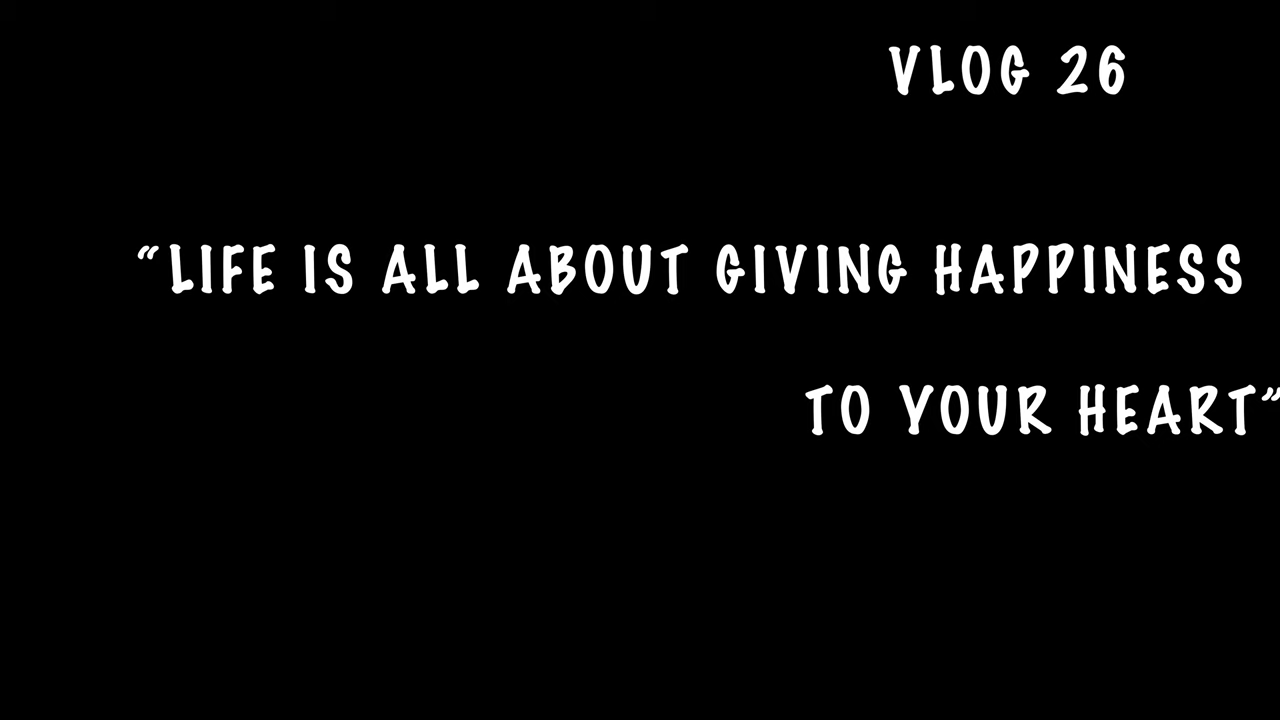 VLOG 26
“LIFE IS ALL ABOUT GIVING HAPPINESS
TO YOUR HEART”